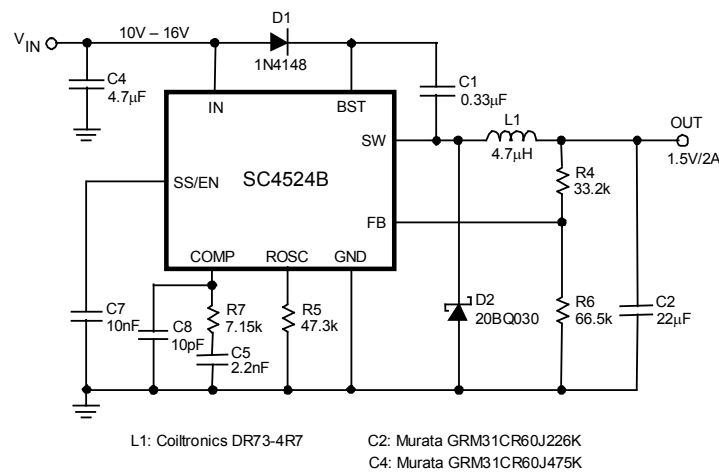 D1
V IN
10V – 16V
1N4148
C4
4.7µF
C1
0.33µF
IN
BST
L1
OUT
SW
4.7µH
1.5V/2A
SS/EN
SC4524B
R4
33.2k
FB
COMP
ROSC
GND
C7
10nF
C8
10pF
R7
7.15k
R5
47.3k
C5
2.2nF
D2
20BQ030
R6
66.5k
C2
22µF
L1: Coiltronics DR73-4R7
C2: Murata GRM31CR60J226K
C4: Murata GRM31CR60J475K